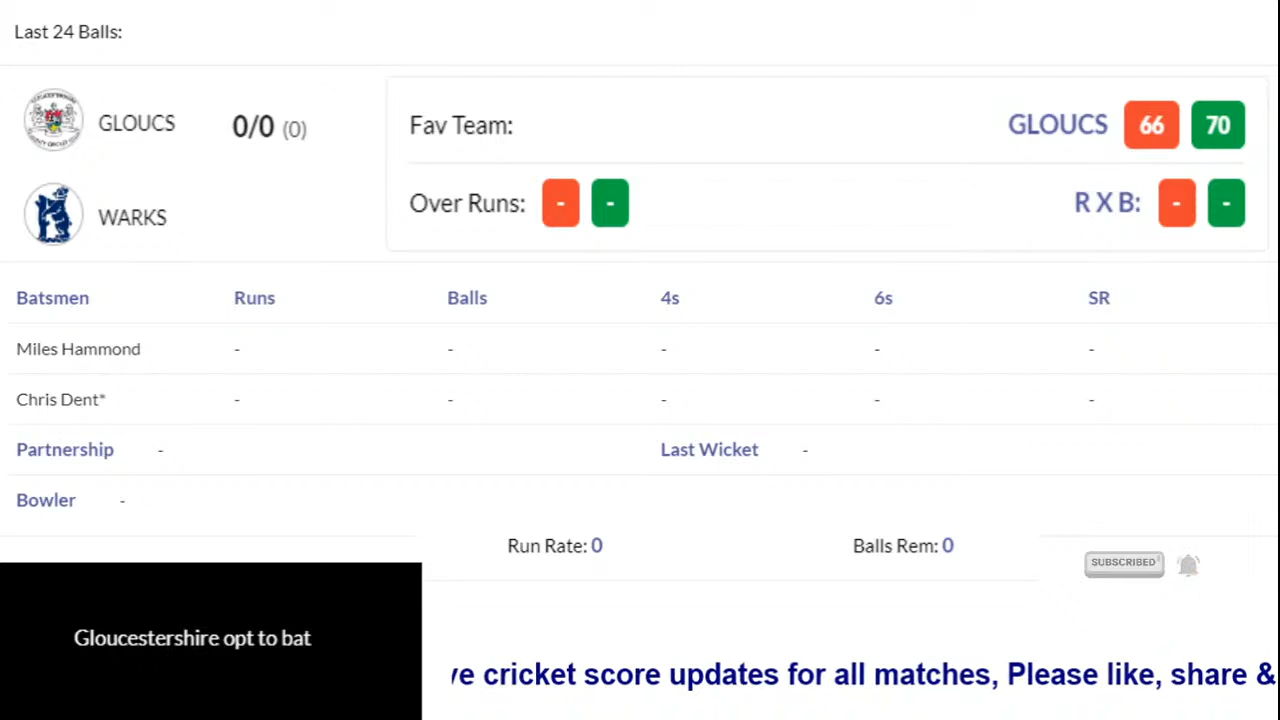 Last 24 Balls:
GLOUCS 0/0 (0)
Fav Team: GLOUCS 66 70
WARKS
Over Runs: - - R X B: - -
Batsmen Runs Balls 4s 6s SR
Miles Hammond - - - - -
Chris Dent* - - - - -
Partnership - Last Wicket -
Bowler -
Run Rate: 0 Balls Rem: 0
SUBSCRIBED
Gloucestershire opt to bat
ve cricket score updates for all matches, Please like, share &